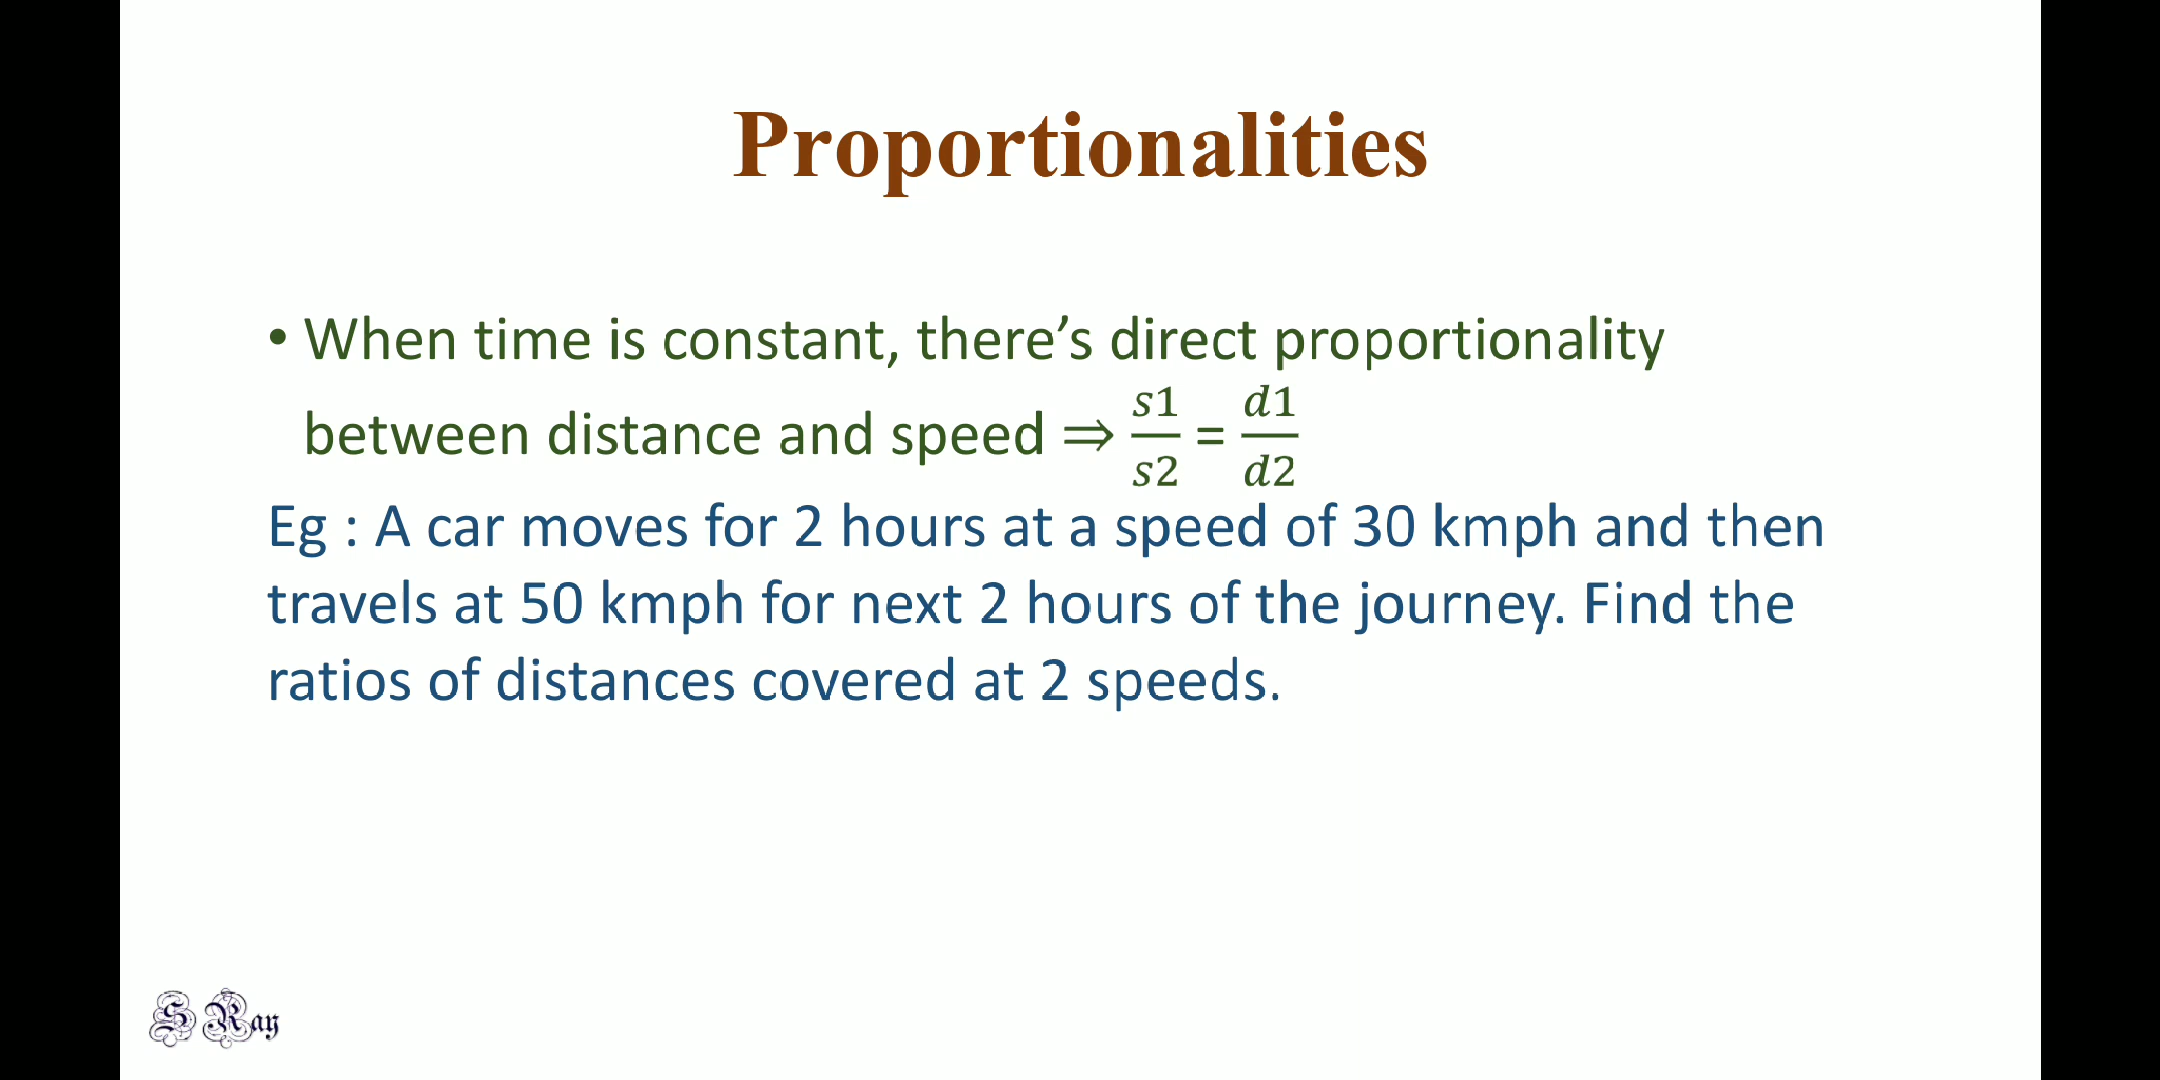 Proportionalities
• When time is constant, there’s direct proportionality
between distance and speed ⇒ s1/s2 = d1/d2
Eg : A car moves for 2 hours at a speed of 30 kmph and then
travels at 50 kmph for next 2 hours of the journey. Find the
ratios of distances covered at 2 speeds.
S Ray